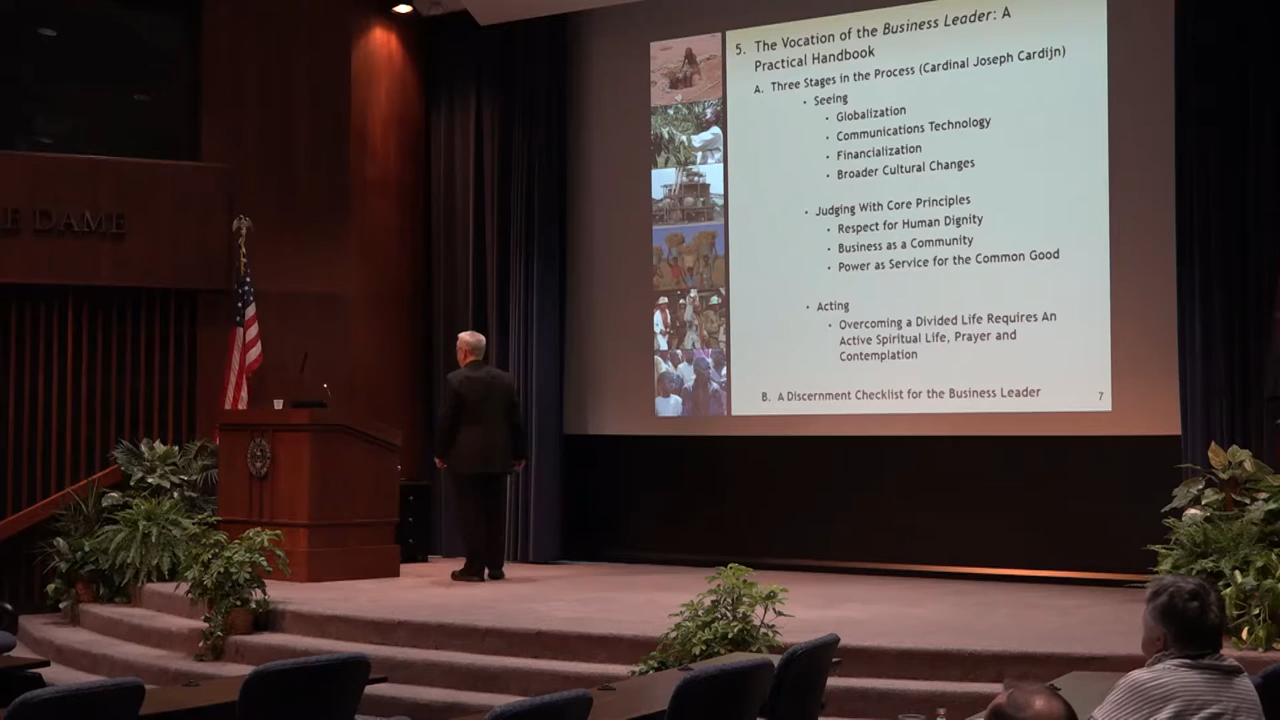 F DAME
5. The Vocation of the Business Leader: A
Practical Handbook
A. Three Stages in the Process (Cardinal Joseph Cardijn)
• Seeing
• Globalization
• Communications Technology
• Financialization
• Broader Cultural Changes
• Judging With Core Principles
• Respect for Human Dignity
• Business as a Community
• Power as Service for the Common Good
• Acting
• Overcoming a Divided Life Requires An
Active Spiritual Life, Prayer and
Contemplation
B. A Discernment Checklist for the Business Leader
7